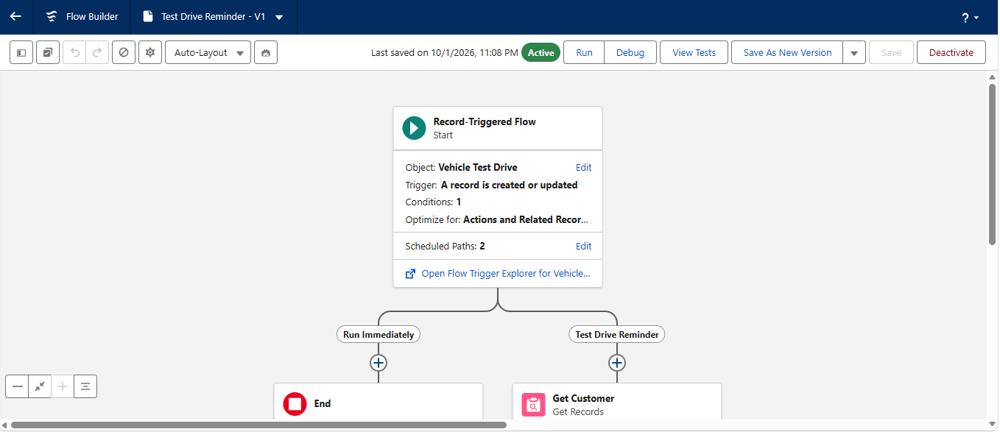 Flow Builder
Test Drive Reminder - V1
?
Auto-Layout
Last saved on 10/1/2026, 11:08 PM
Active
Run
Debug
View Tests
Save As New Version
Save
Deactivate
Record-Triggered Flow
Start
Object: Vehicle Test Drive
Edit
Trigger: A record is created or updated
Conditions: 1
Optimize for: Actions and Related Recor...
Scheduled Paths: 2
Edit
Open Flow Trigger Explorer for Vehicle...
Run Immediately
Test Drive Reminder
End
Get Customer
Get Records